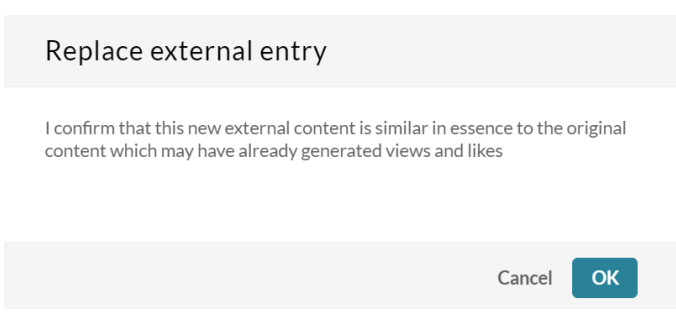 Replace external entry
I confirm that this new external content is similar in essence to the original
content which may have already generated views and likes
Cancel OK